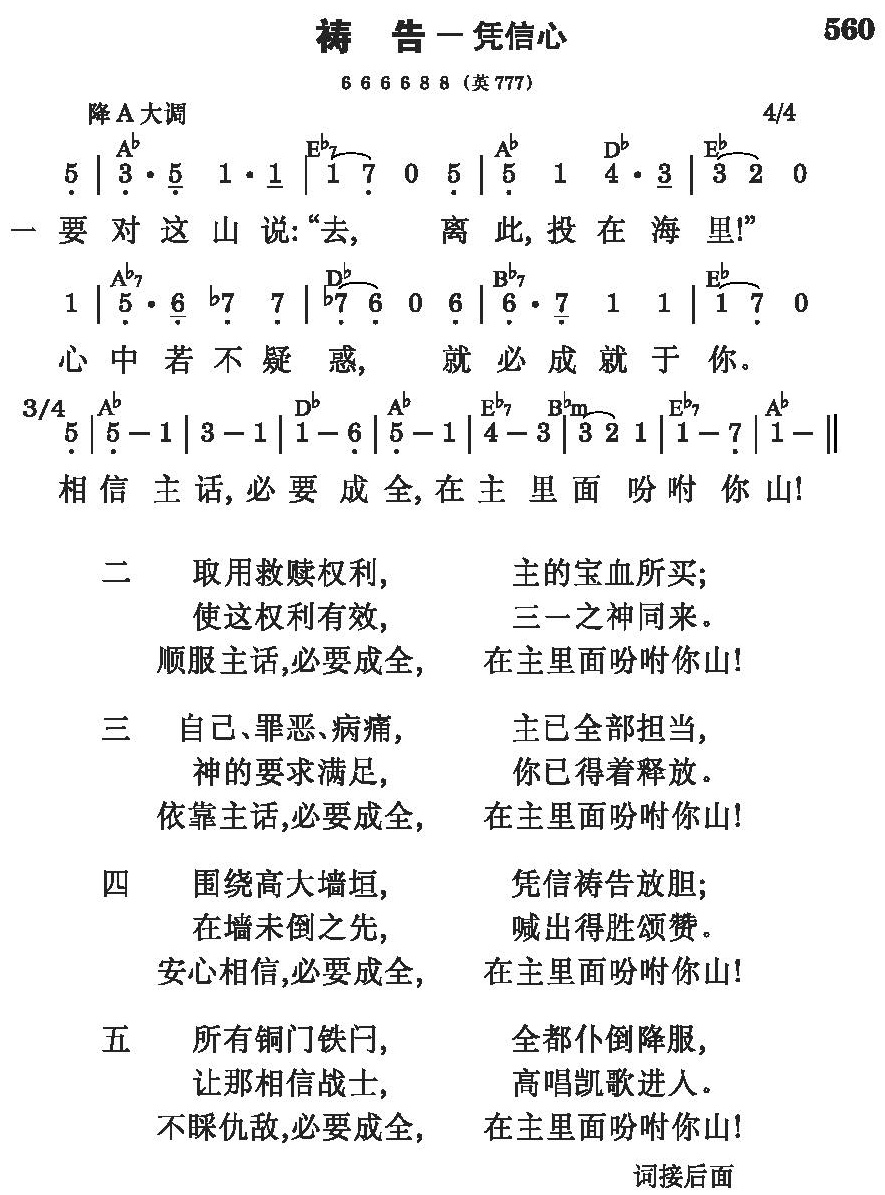 祷 告－凭信心 560
6 6 6 6 8 8 (英 777)
降A大调 4/4
A♭ E♭7 A♭ D♭ E♭
5 | 3 · 5 1 · 1 | 1 7 0 5 | 5 1 4 · 3 | 3 2 0
一 要 对 这 山 说:“去, 离 此, 投 在 海 里!”
A♭7 D♭ B♭7 E♭
1 | 5 · 6 ♭7 7 | ♭7 6 0 6 | 6 · 7 1 1 | 1 7 0
心 中 若 不 疑 惑, 就 必 成 就 于 你。
3/4 A♭ D♭ A♭ E♭7 B♭m E♭7 A♭
5 | 5 － 1 | 3 － 1 | 1 － 6 | 5 － 1 | 4 － 3 | 3 2 1 | 1 － 7 | 1 － ‖
相 信 主 话, 必 要 成 全, 在 主 里 面 吩 咐 你 山!
二 取用救赎权利, 主的宝血所买;
使这权利有效, 三一之神同来。
顺服主话,必要成全, 在主里面吩咐你山!
三 自己、罪恶、病痛, 主已全部担当,
神的要求满足, 你已得着释放。
依靠主话,必要成全, 在主里面吩咐你山!
四 围绕高大墙垣, 凭信祷告放胆;
在墙未倒之先, 喊出得胜颂赞。
安心相信,必要成全, 在主里面吩咐你山!
五 所有铜门铁闩, 全都仆倒降服,
让那相信战士, 高唱凯歌进入。
不睬仇敌,必要成全, 在主里面吩咐你山!
词接后面